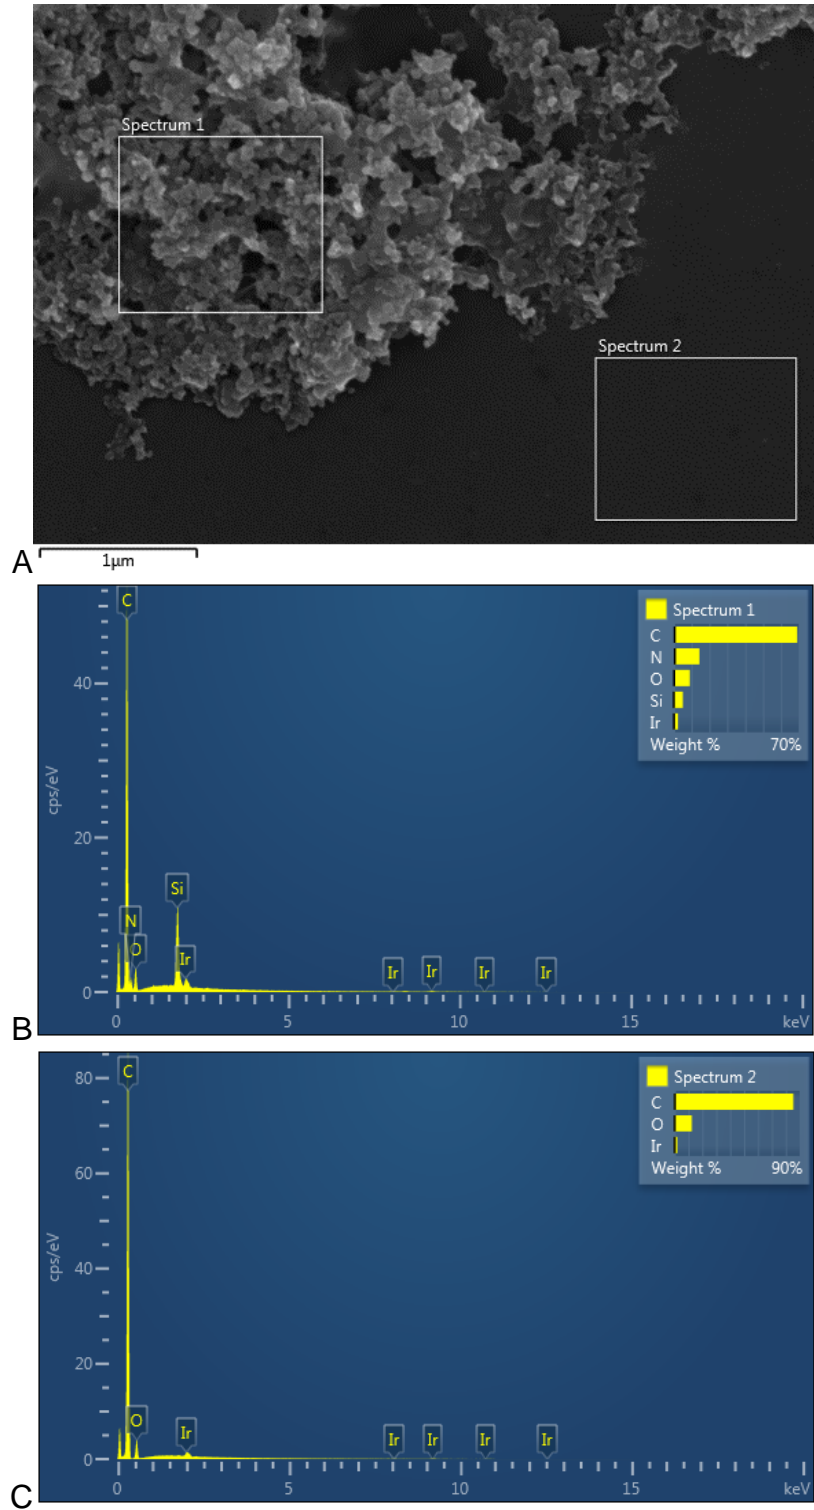 Spectrum 1
Spectrum 2
A
1µm
C
Spectrum 1
C
N
O
Si
Ir
Weight % 70%
40
cps/eV
20
Si
N
O
Ir
Ir Ir Ir Ir
0
0 5 10 15 keV
B
C
Spectrum 2
C
O
Ir
Weight % 90%
80
60
cps/eV
40
20
O Ir Ir Ir Ir Ir
0
0 5 10 15 keV
C